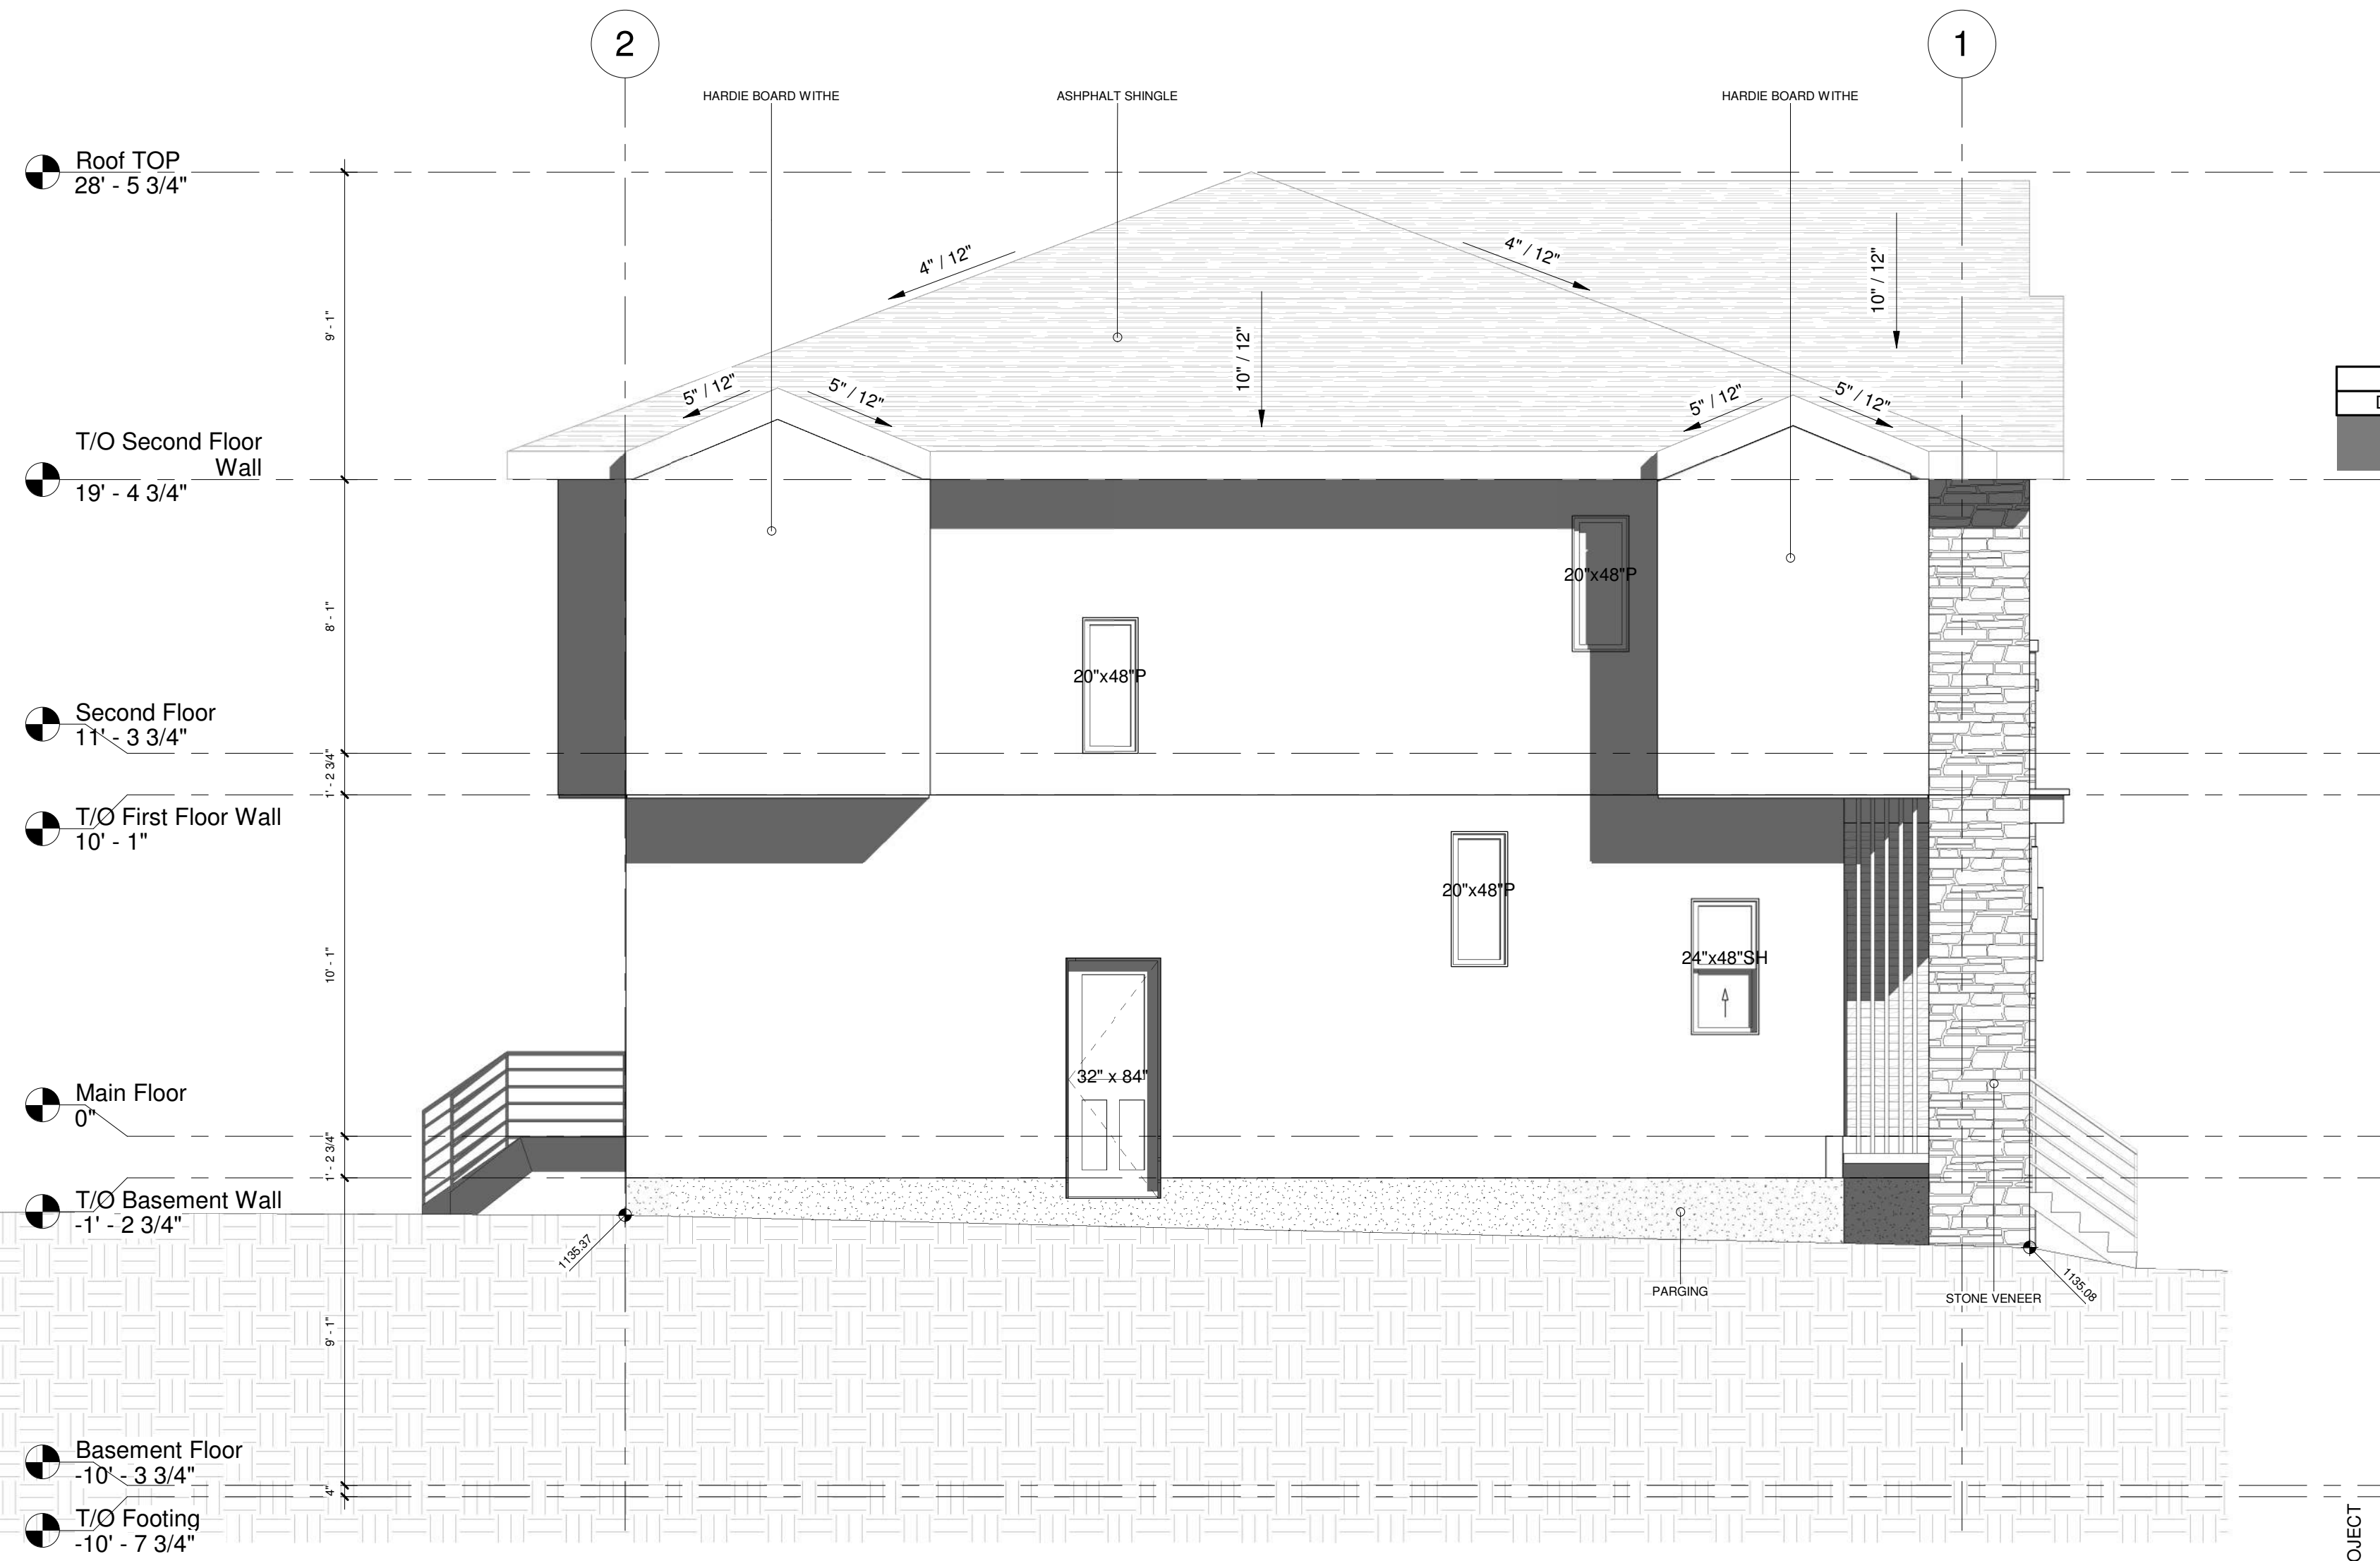 2
1
HARDIE BOARD WITHE
ASHPHALT SHINGLE
HARDIE BOARD WITHE
Roof TOP
28' - 5 3/4"
4" / 12"
4" / 12"
10" / 12"
9' - 1"
10" / 12"
5" / 12"
5" / 12"
5" / 12"
5" / 12"
T/O Second Floor
Wall
19' - 4 3/4"
20"x48"P
8' - 1"
20"x48"P
Second Floor
11' - 3 3/4"
1' - 2 3/4"
T/O First Floor Wall
10' - 1"
20"x48"P
10' - 1"
24"x48"SH
32" x 84"
Main Floor
0"
1' - 2 3/4"
T/O Basement Wall
-1' - 2 3/4"
1135.37
1135.08
PARGING
STONE VENEER
9' - 1"
Basement Floor
-10' - 3 3/4"
4"
T/O Footing
-10' - 7 3/4"
OJECT